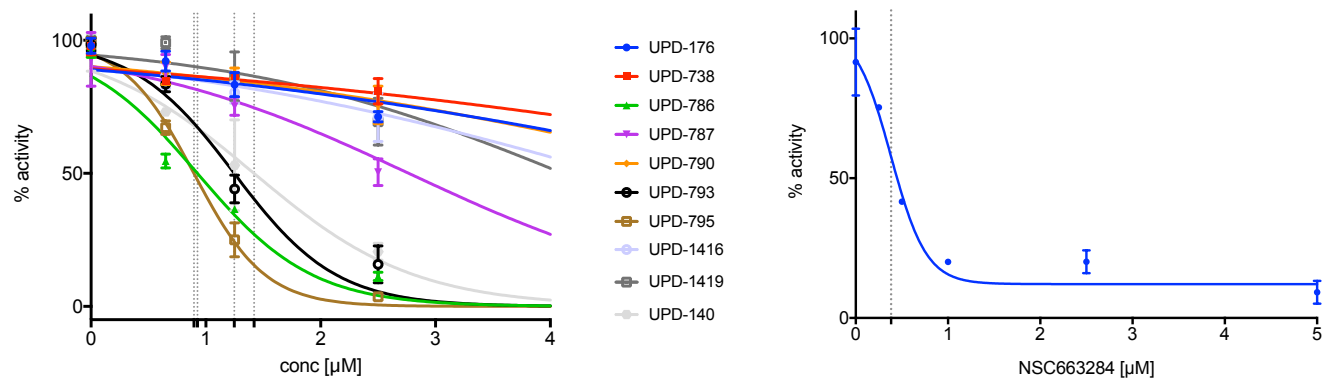 % activity
100
50
0
0
1
2
3
4
conc [µM]
UPD-176
UPD-738
UPD-786
UPD-787
UPD-790
UPD-793
UPD-795
UPD-1416
UPD-1419
UPD-140
% activity
100
50
0
0
1
2
3
4
5
NSC663284 [µM]